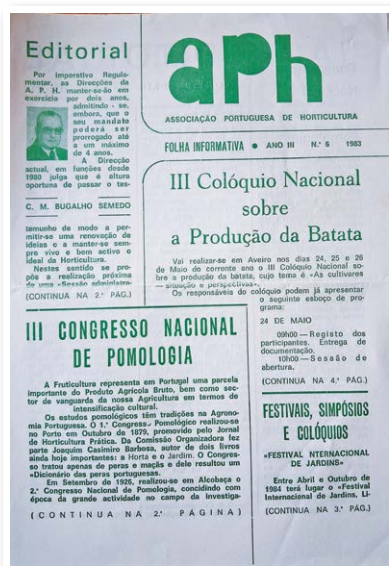 Editorial
Por Imperativo Regula-
mentar, as Direcções da
A. P. H. manter-se-ão em
exercício por dois anos,
admitindo - se,
embora, que o
seu mandato
poderá ser
prorrogado até
a um máximo
de 4 anos.
A Direcção
actual, em funções desde
1980 julga que é altura
oportuna de passar o tes-
C. M. BUGALHO SEMEDO
tamunho de modo a per-
mitir-se uma renovação de
ideias e a manter-se sem-
pre vivo e bem activo o
ideal da Horticultura.
Nestes sentido se pro-
põe a realização próxima
de uma «Sessão administra-
(CONTINUA NA 2.ª PÁG.)
aph
ASSOCIAÇÃO PORTUGUESA DE HORTICULTURA
FOLHA INFORMATIVA ● ANO III N.º 6 1983
III Colóquio Nacional
sobre
a Produção da Batata
Vai realizar-se em Aveiro nos dias 24, 25 e 26
de Maio do corrente ano o III Colóquio Nacional so-
bre a produção da batata, cujo tema é «As cultivares
— situação e perspectivas».
Os responsáveis do colóquio podem já apresentar
o seguinte esboço de pro-
grama:
24 DE MAIO
09h00 — Registo dos
participantes. Entrega de
documentação.
10h00 — Sessão de
abertura.
(CONTINUA NA 4.ª PÁG.)
III CONGRESSO NACIONAL
DE POMOLOGIA
A Fruticultura representa em Portugal uma parcela
importante do Produto Agrícola Bruto, bem como sec-
tor de vanguarda da nossa Agricultura em termos de
intensificação cultural.
Os estudos pomológicos têm tradições na Agrono-
mia Portuguesa. O 1.º Congresso Pomológico realizou-se
no Porto em Outubro de 1879, promovido pelo Jornal
de Horticultura Prática. Da Comissão Organizadora fez
parte Joaquim Casimiro Barbosa, autor de dois livros
ainda hoje importantes: a Horta e o Jardim. O Congres-
so tratou apenas de peras e maçãs e dele resultou um
«Dicionário das peras portuguesas.
Em Setembro de 1926, realizou-se em Alcobaça o
2.º Congresso Nacional de Pomologia, concidindo com
época da grande actividade no campo da investiga-
(CONTINUA NA 2.ª PÁGINA)
FESTIVAIS, SIMPÓSIOS
E COLÓQUIOS
«FESTIVAL NTERNACIONAL
DE JARDINS»
Entre Abril e Outubro de
1984 terá lugar o «Festival
Internacional de Jardins, Li-
(CONTINUA NA 3.ª PÁG.)